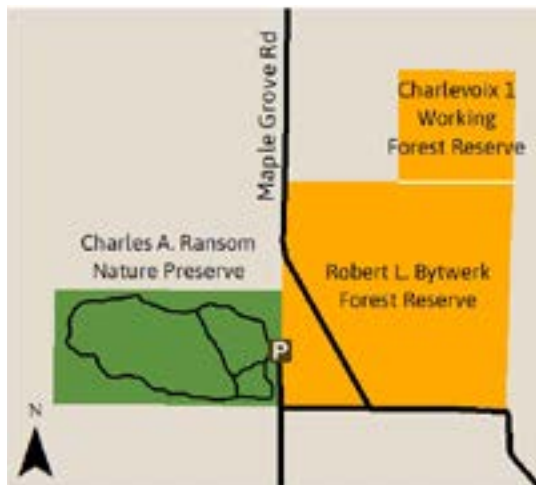 Maple Grove Rd
Charlevoix 1
Working
Forest Reserve
Charles A. Ransom
Nature Preserve
Robert L. Bytwerk
Forest Reserve
P
N